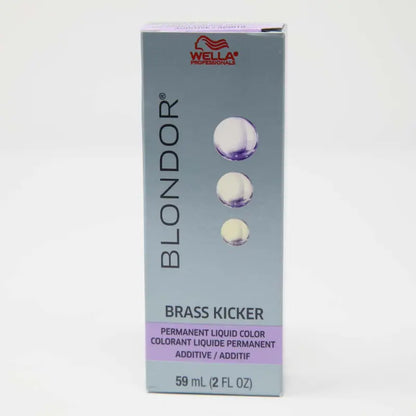 WELLA®
PROFESSIONALS
BLONDOR®
BRASS KICKER
PERMANENT LIQUID COLOR
COLORANT LIQUIDE PERMANENT
ADDITIVE / ADDITIF
59 mL (2 FL OZ)